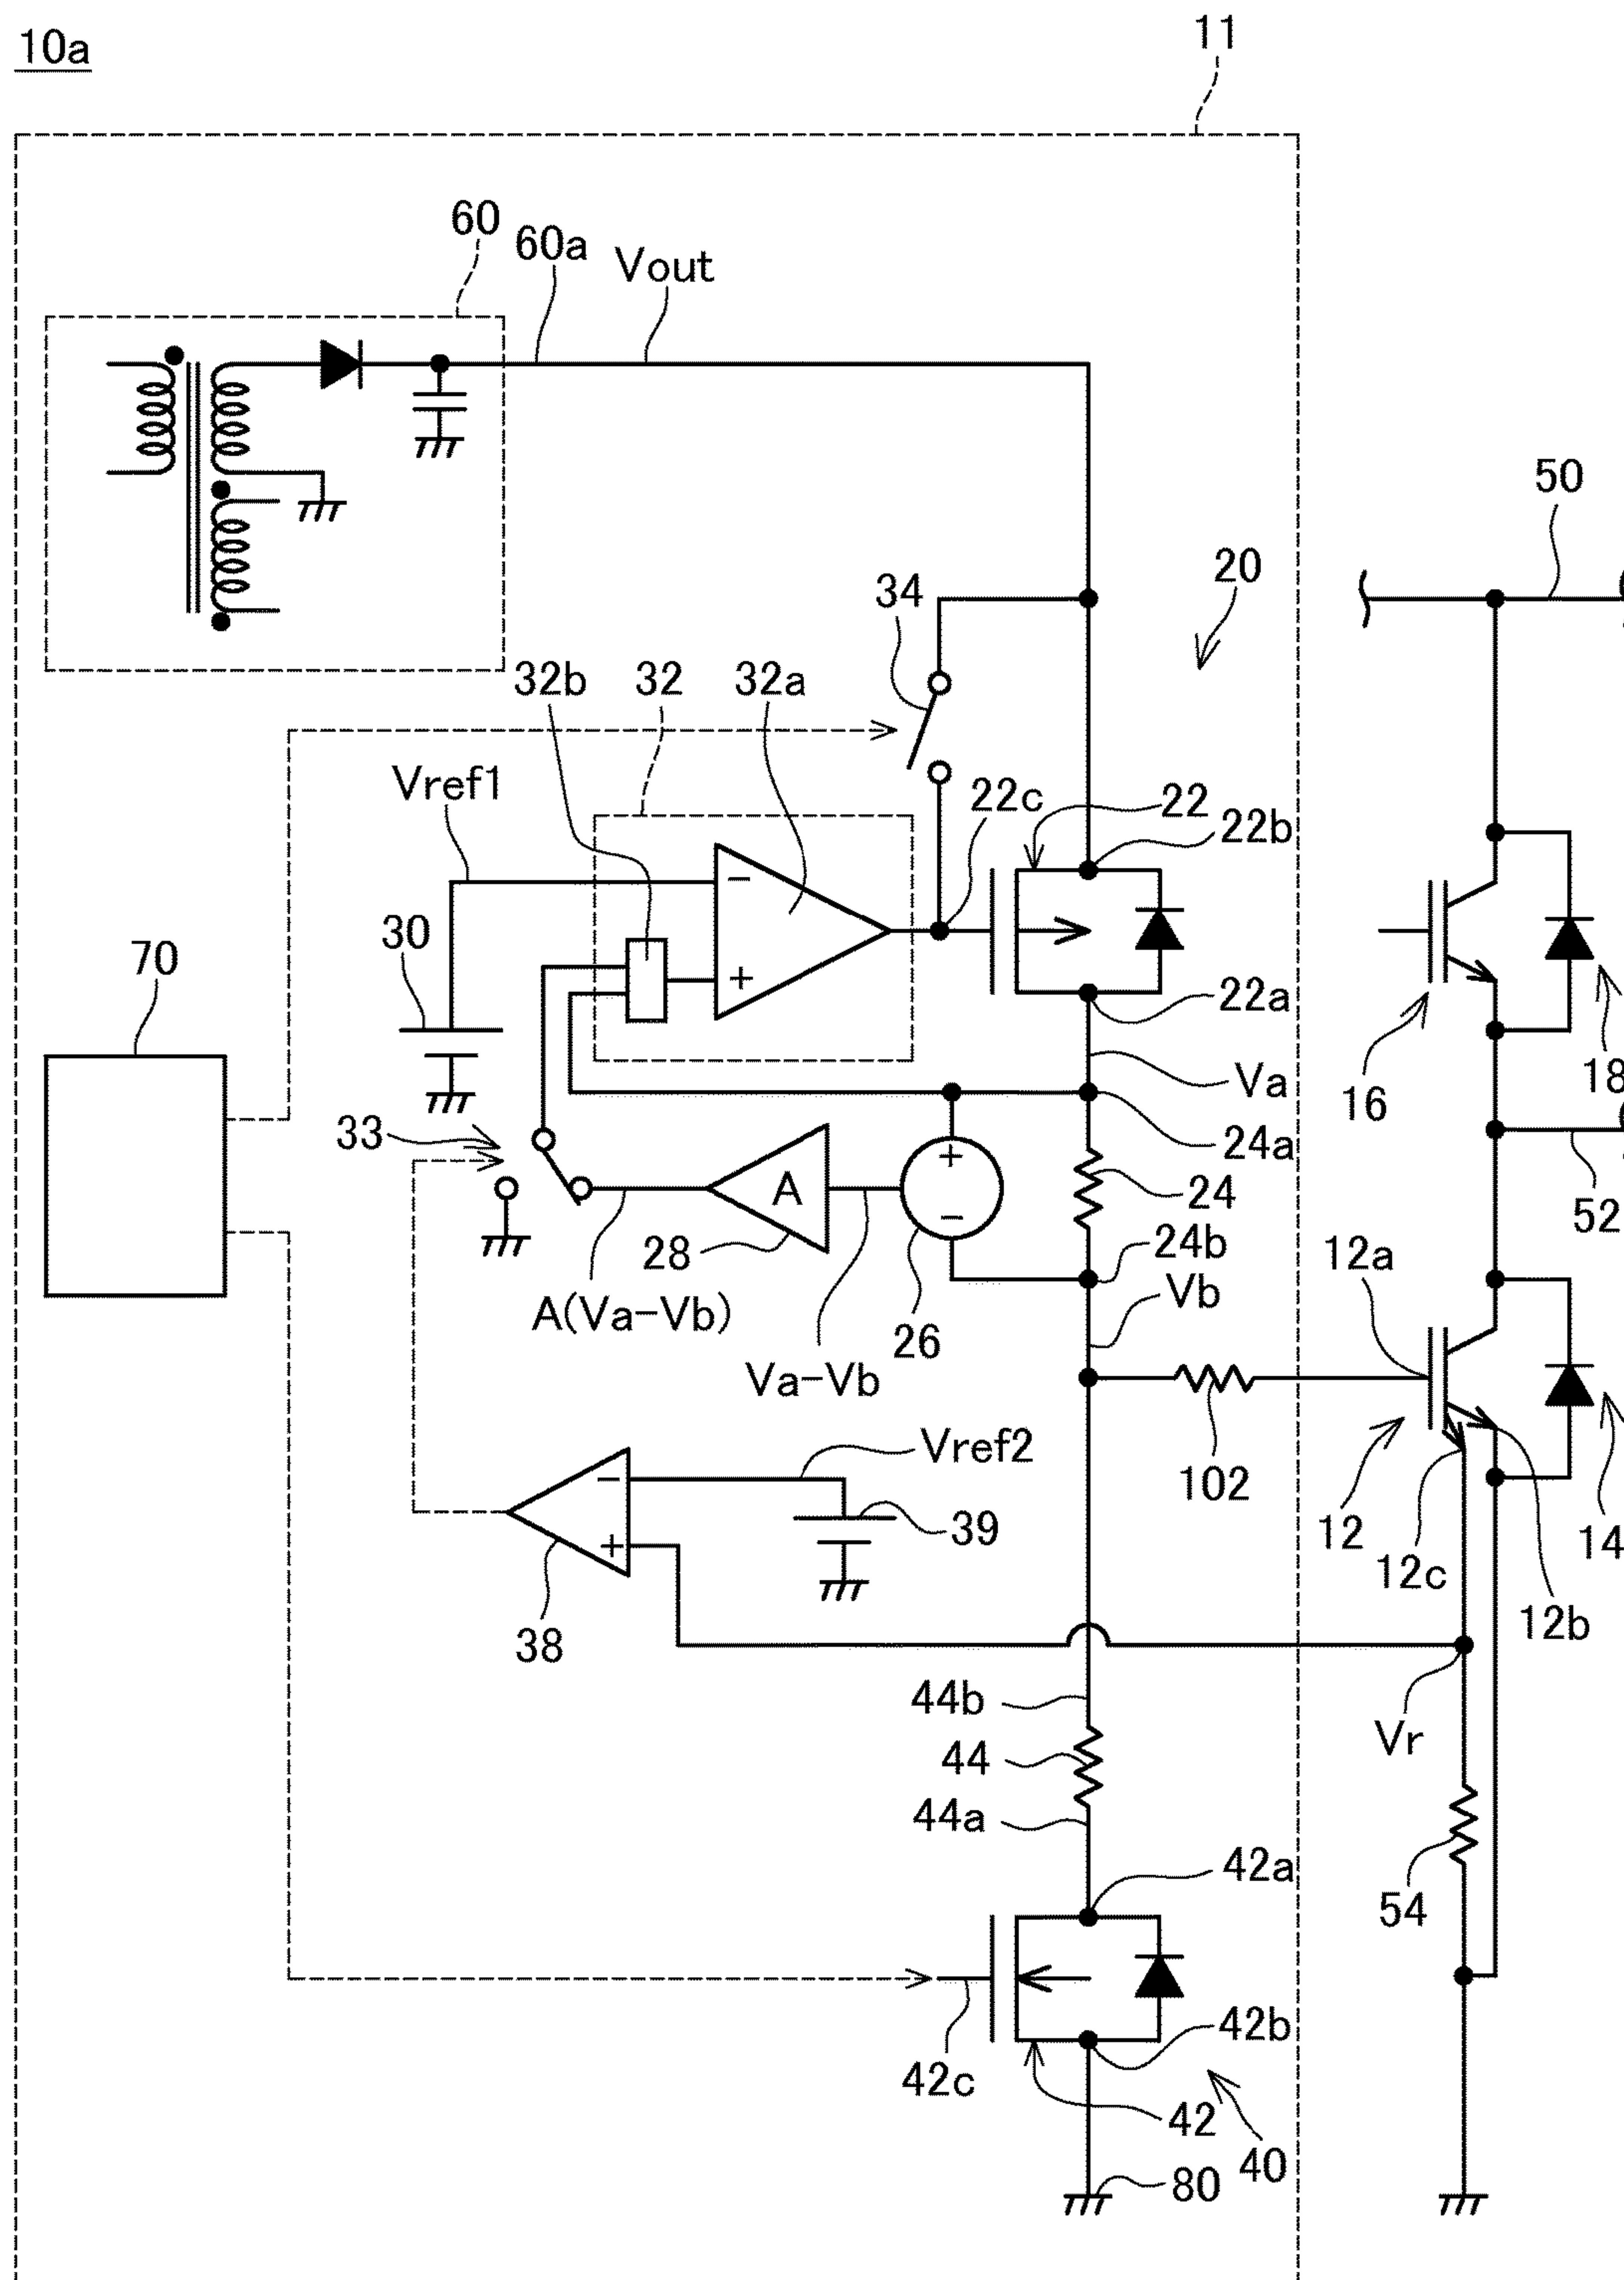 10a
11
60
60a
Vout
50
20
34
32b
32
32a
Vref1
22c
22
22b
30
70
−
+
22a
Va
16
18
33
24a
+
A
24
−
28
24b
52
12a
A(Va−Vb)
26
Vb
Va−Vb
Vref2
102
−
39
12
14
+
12c
12b
38
44b
Vr
44
44a
42a
54
42b
42c
42
40
80